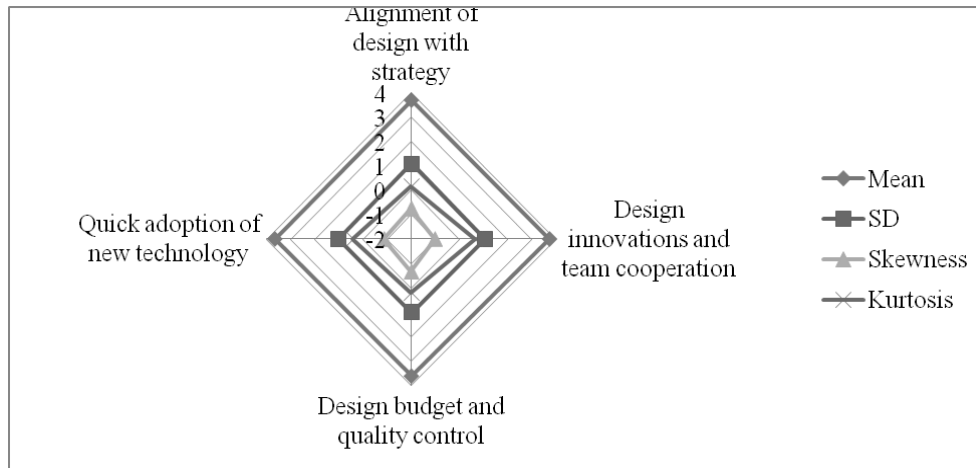 Alignment of
design with
strategy
4
3
2
1
0
-1
-2
Quick adoption of
new technology
Design
innovations and
team cooperation
Design budget and
quality control
Mean
SD
Skewness
Kurtosis